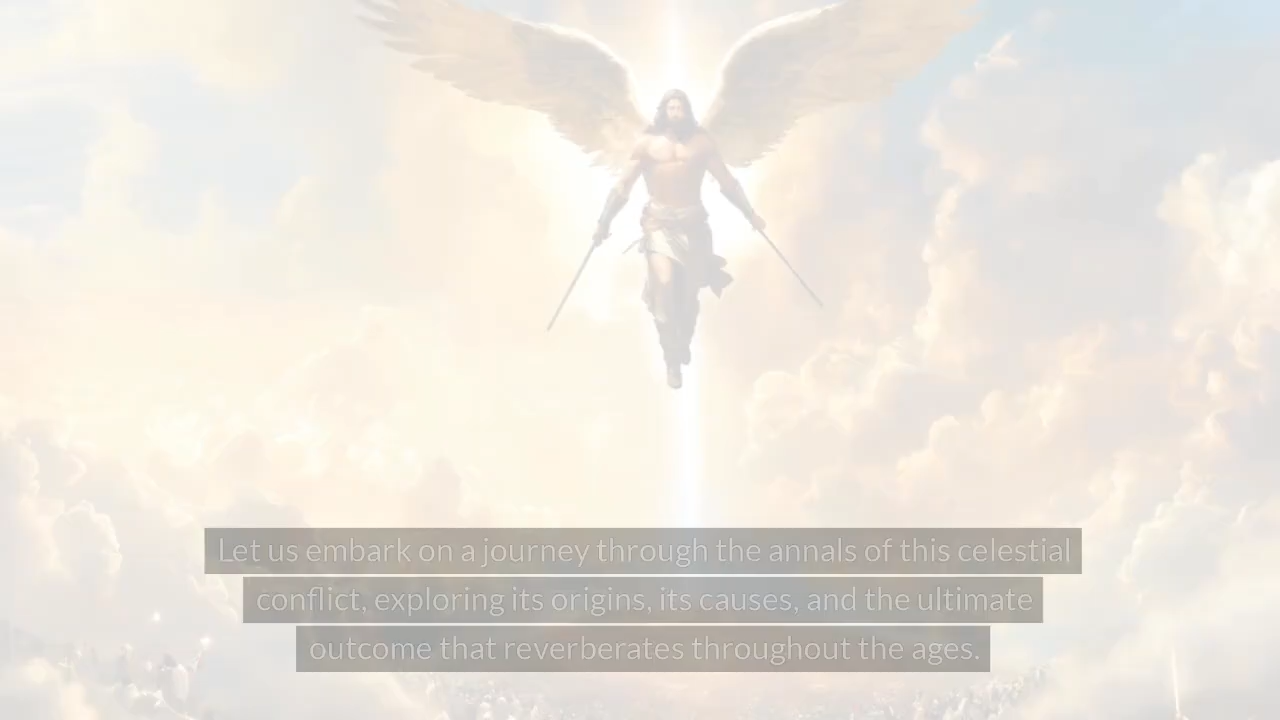 Let us embark on a journey through the annals of this celestial
conflict, exploring its origins, its causes, and the ultimate
outcome that reverberates throughout the ages.